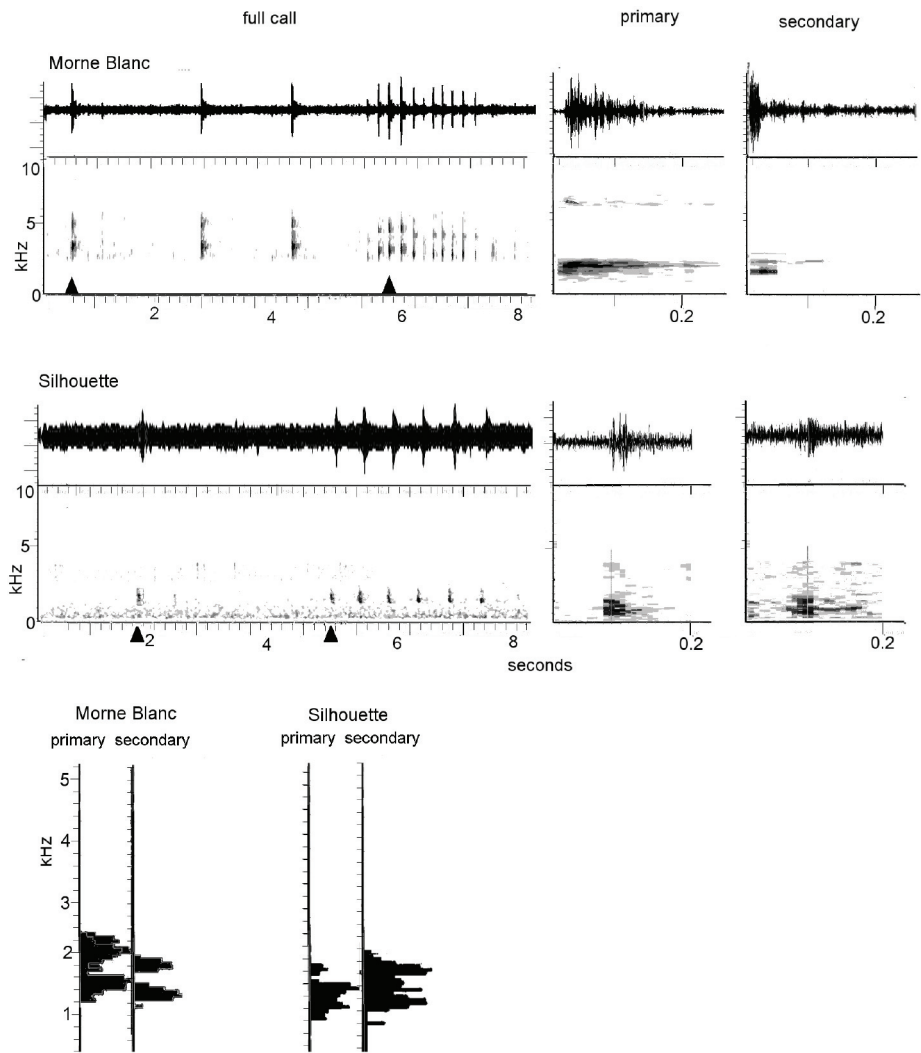 full call primary secondary
Morne Blanc
10
5
kHz
0
2 4 6 8 0.2 0.2
Silhouette
10
5
kHz
0
2 4 6 8 0.2 0.2
seconds
Morne Blanc Silhouette
primary secondary primary secondary
5
4
kHz
3
2
1